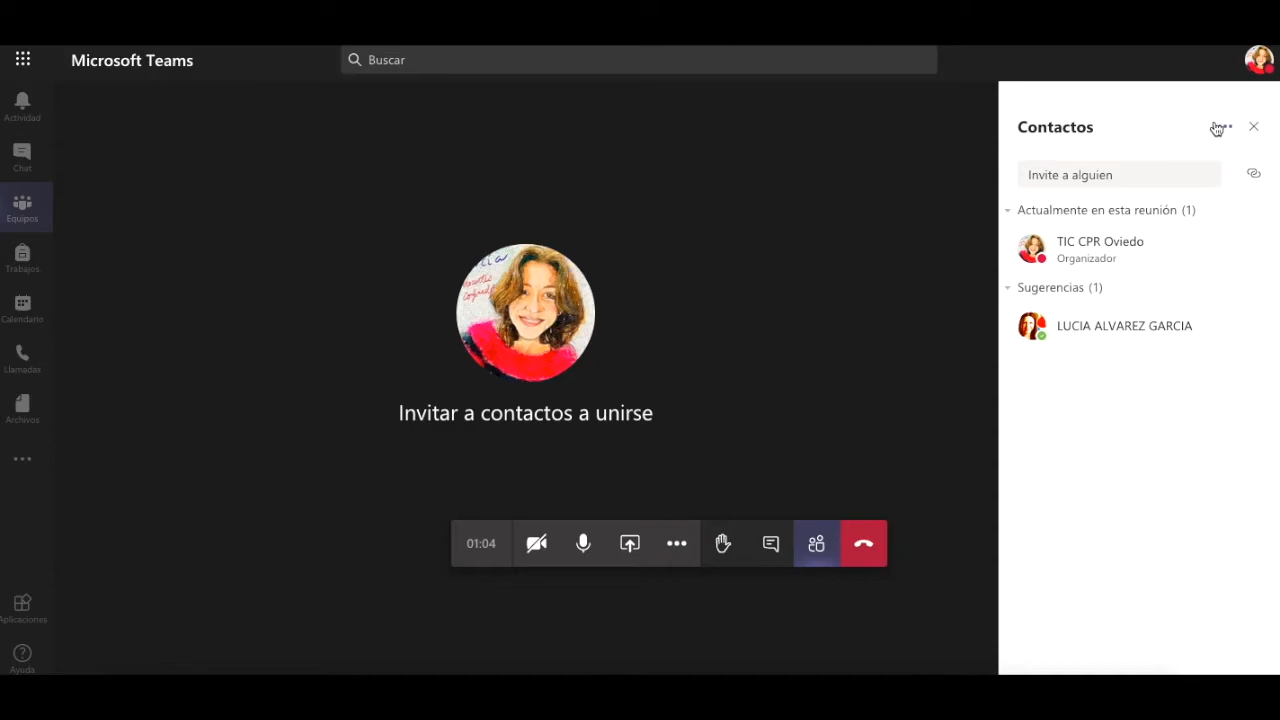 Microsoft Teams
Buscar
Actividad
Chat
Equipos
Trabajos
Calendario
Llamadas
Archivos
Aplicaciones
Ayuda
Invitar a contactos a unirse
01:04
Contactos
Invite a alguien
Actualmente en esta reunión (1)
TIC CPR Oviedo
Organizador
Sugerencias (1)
LUCIA ALVAREZ GARCIA